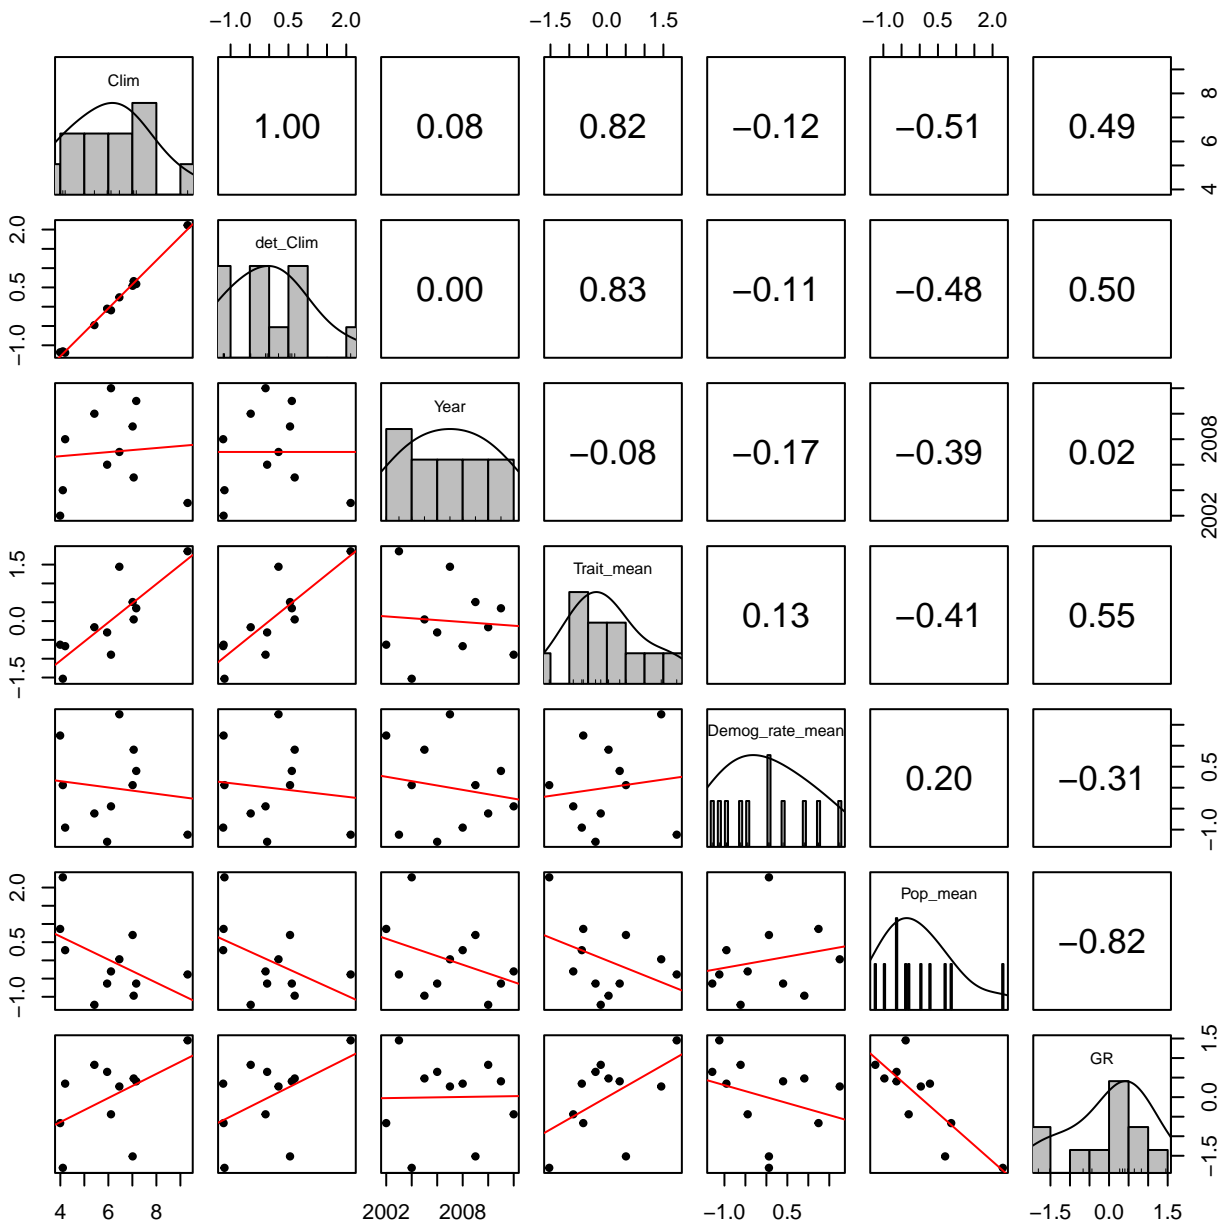 −1.0 0.5 2.0 −1.5 0.0 1.5 −1.0 0.5 2.0
Clim
1.00 0.08 0.82 −0.12 −0.51 0.49
4 6 8
−1.0 0.5 2.0
det_Clim
0.00 0.83 −0.11 −0.48 0.50
Year
−0.08 −0.17 −0.39 0.02
2002 2008
−1.5 0.0 1.5
Trait_mean
0.13 −0.41 0.55
Demog_rate_mean
0.20 −0.31
−1.0 0.5
−1.0 0.5 2.0
Pop_mean
−0.82
GR
−1.5 0.0 1.5
4 6 8 2002 2008 −1.0 0.5 −1.5 0.0 1.5